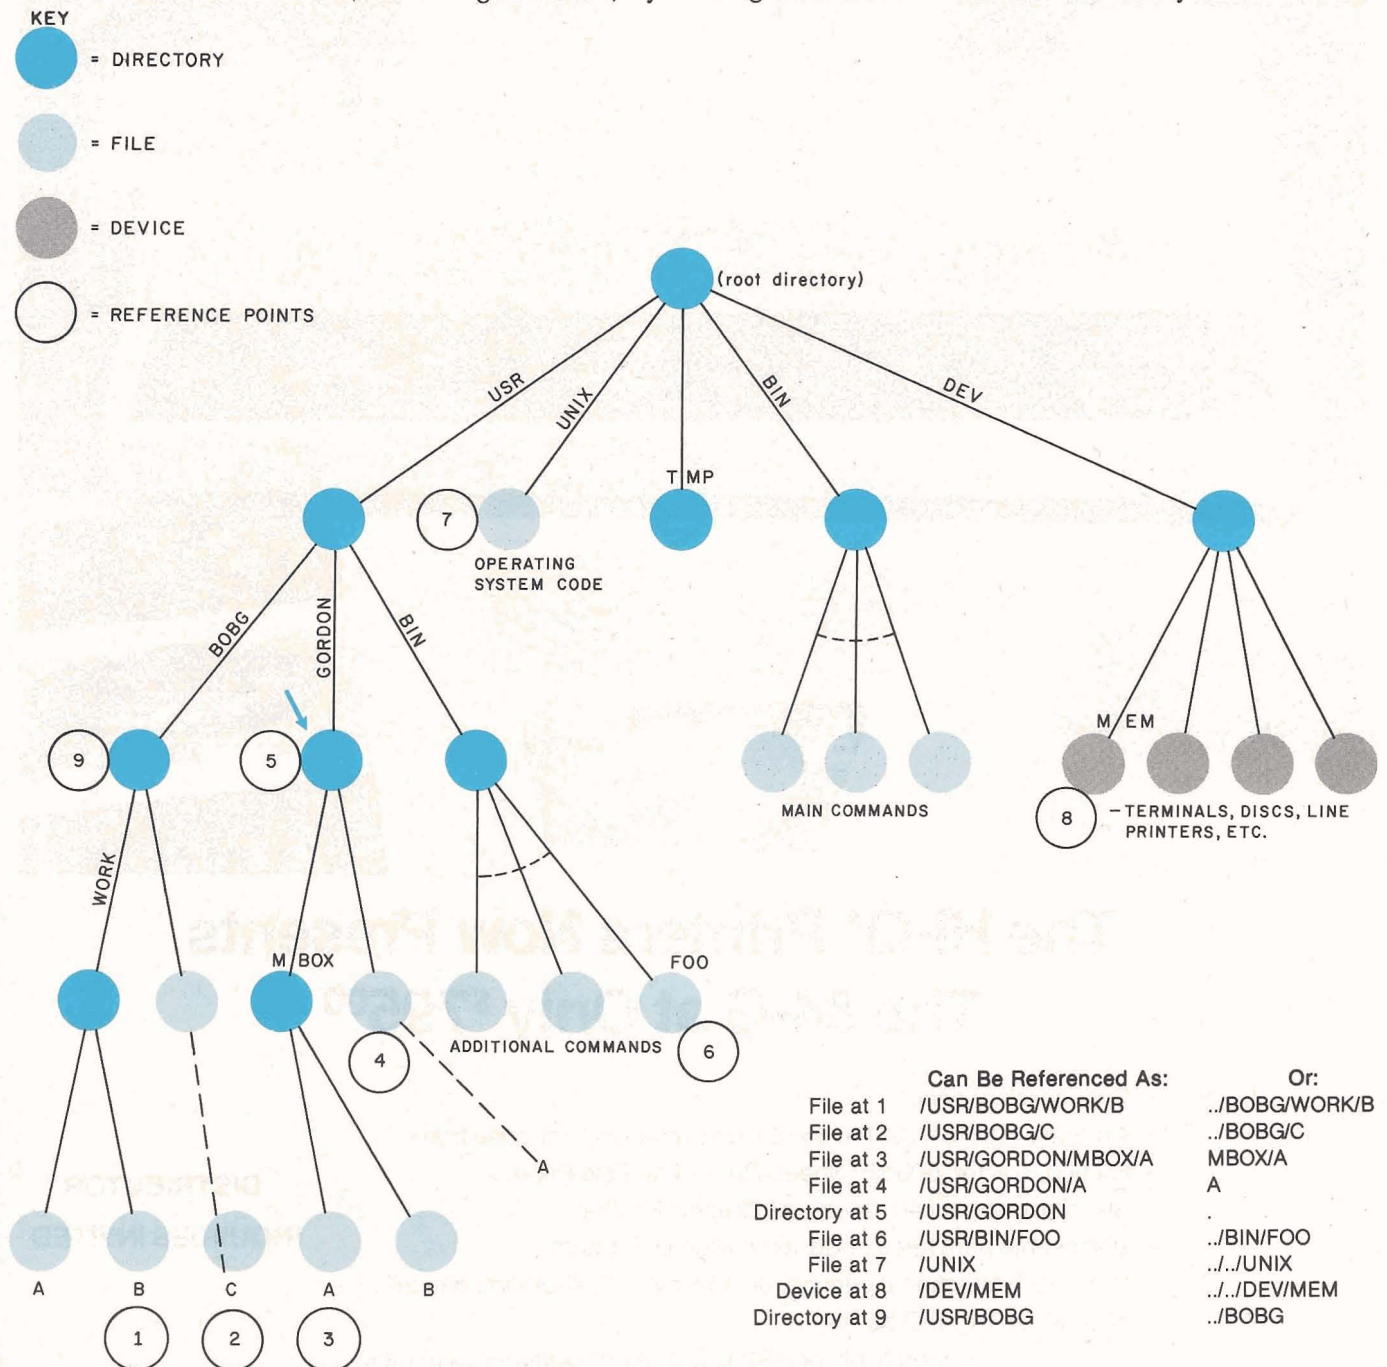 KEY
= DIRECTORY
= FILE
= DEVICE
= REFERENCE POINTS
(root directory)
USR
UNIX
TMP
BIN
DEV
7
OPERATING
SYSTEM CODE
BOBG
GORDON
BIN
9
5
MEM
MAIN COMMANDS
8
– TERMINALS, DISCS, LINE
PRINTERS, ETC.
WORK
MBOX
FOO
4
ADDITIONAL COMMANDS
6
A
A
B
C
A
B
1
2
3
Can Be Referenced As: Or:
File at 1 /USR/BOBG/WORK/B ../BOBG/WORK/B
File at 2 /USR/BOBG/C ../BOBG/C
File at 3 /USR/GORDON/MBOX/A MBOX/A
File at 4 /USR/GORDON/A A
Directory at 5 /USR/GORDON .
File at 6 /USR/BIN/FOO ../BIN/FOO
File at 7 /UNIX ../../UNIX
Device at 8 /DEV/MEM ../../DEV/MEM
Directory at 9 /USR/BOBG ../BOBG